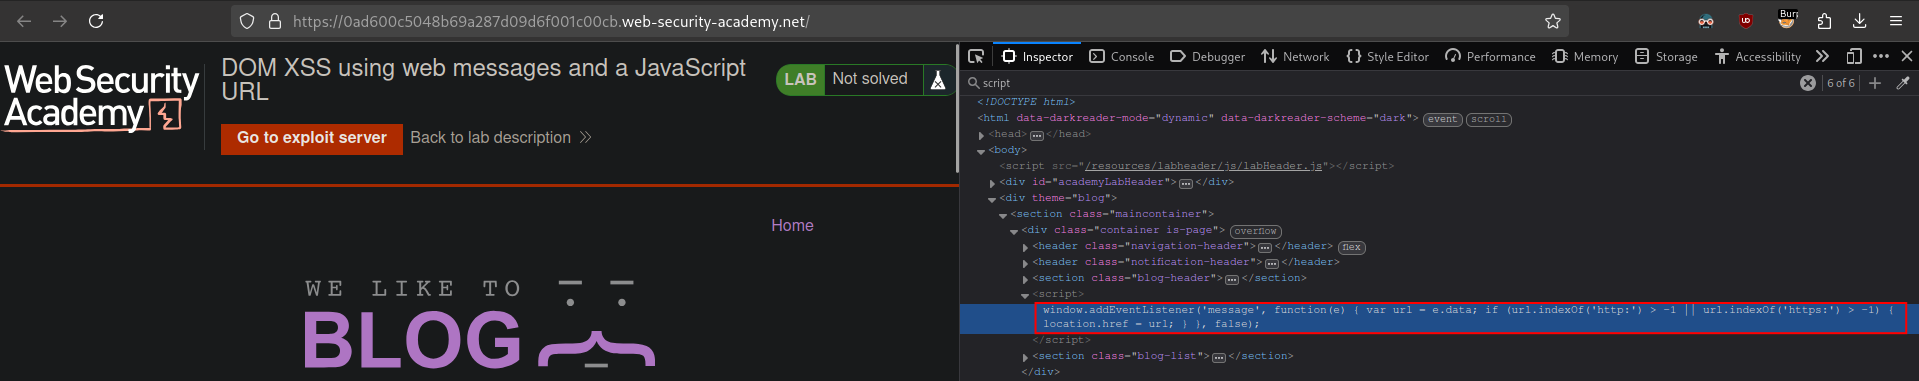 https://0ad600c5048b69a287d09d6f001c00cb.web-security-academy.net/
Burp
UD
Web Security
Academy
DOM XSS using web messages and a JavaScript
URL
LAB Not solved
Go to exploit server Back to lab description
Home
WE LIKE TO
BLOG
Inspector Console Debugger Network {} Style Editor Performance Memory Storage Accessibility
script 6 of 6
<!DOCTYPE html>
<html data-darkreader-mode="dynamic" data-darkreader-scheme="dark"> event scroll
<head> ••• </head>
<body>
<script src="/resources/labheader/js/labHeader.js"></script>
<div id="academyLabHeader"> ••• </div>
<div theme="blog">
<section class="maincontainer">
<div class="container is-page"> overflow
<header class="navigation-header"> ••• </header> flex
<header class="notification-header"> ••• </header>
<section class="blog-header"> ••• </section>
<script>
window.addEventListener('message', function(e) { var url = e.data; if (url.indexOf('http:') > -1 || url.indexOf('https:') > -1) {
location.href = url; } }, false);
</script>
<section class="blog-list"> ••• </section>
</div>